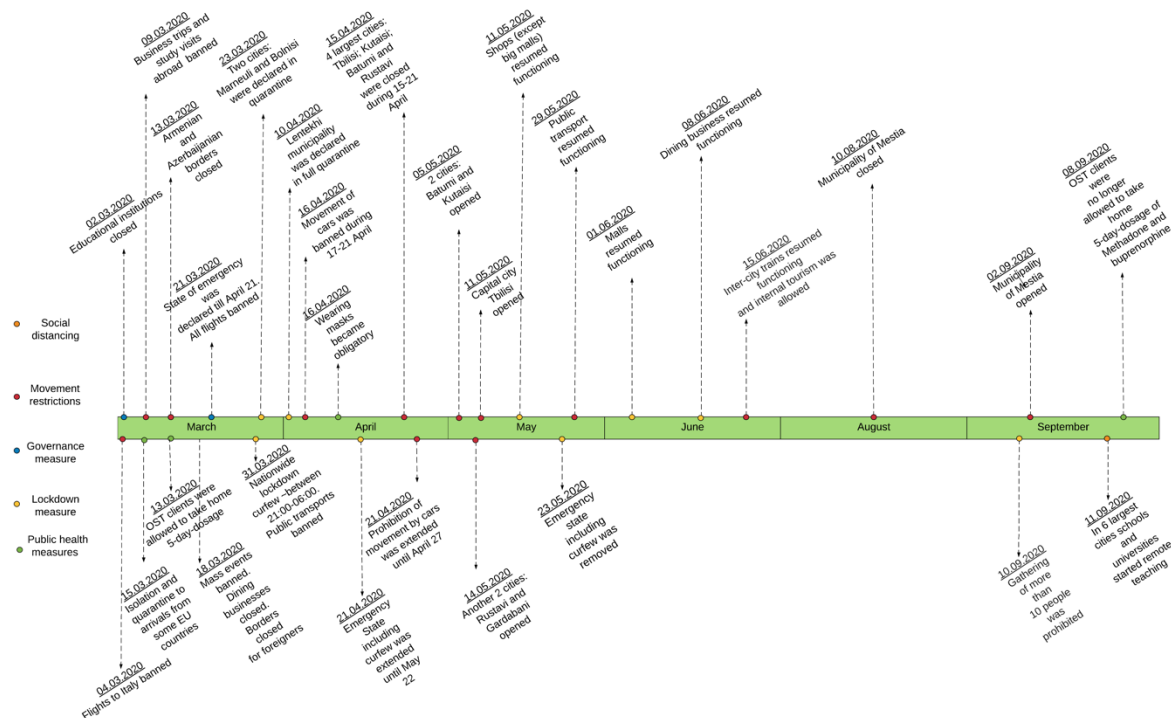 09.03.2020
Business trips and
study visits
abroad banned
23.03.2020
Two cities:
Marneuli and Bolnisi
were declared in
quarantine
15.04.2020
4 largest cities:
Tbilisi; Kutaisi;
Batumi and
Rustavi
were closed
during 15-21
April
11.05.2020
Shops (except
big malls)
resumed
functioning
13.03.2020
Armenian
and
Azerbaijanian
borders
closed
10.04.2020
Lentekhi
municipality
was declared
in full quarantine
29.05.2020
Public
transport
resumed
functioning
08.06.2020
Dining business resumed
functioning
10.08.2020
Municipality of Mestia
closed
08.09.2020
OST clients
were
no longer
allowed to take
home
5-day-dosage of
Methadone and
buprenorphine
02.03.2020
Educational institutions
closed
16.04.2020
Movement of
cars was
banned during
17-21 April
05.05.2020
2 cities:
Batumi and
Kutaisi
opened
01.06.2020
Malls
resumed
functioning
15.06.2020
Inter-city trains resumed
functioning
and internal tourism was
allowed
02.09.2020
Municipality
of Mestia
opened
21.03.2020
State of emergency
was
declared till April 21.
All flights banned
16.04.2020
Wearing
masks
became
obligatory
11.05.2020
Capital city
Tbilisi
opened
Social
distancing
Movement
restrictions
Governance
measure
Lockdown
measure
Public health
measures
March
April
May
June
August
September
04.03.2020
Flights to Italy banned
15.03.2020
Isolation and
quarantine to
arrivals from
some EU
countries
13.03.2020
OST clients were
allowed to take home
5-day-dosage
18.03.2020
Mass events
banned.
Dining
businesses
closed.
Borders
closed
for foreigners
31.03.2020
Nationwide
lockdown
curfew –between
21:00-06:00.
Public transports
banned
21.04.2020
Emergency
State
including
curfew was
extended
until May
22
21.04.2020
Prohibition of
movement by cars
was extended
until April 27
14.05.2020
Another 2 cities:
Rustavi and
Gardabani
opened
23.05.2020
Emergency
state
including
curfew was
removed
10.09.2020
Gathering
of more
than
10 people
was
prohibited
11.09.2020
In 6 largest
cities schools
and
universities
started remote
teaching